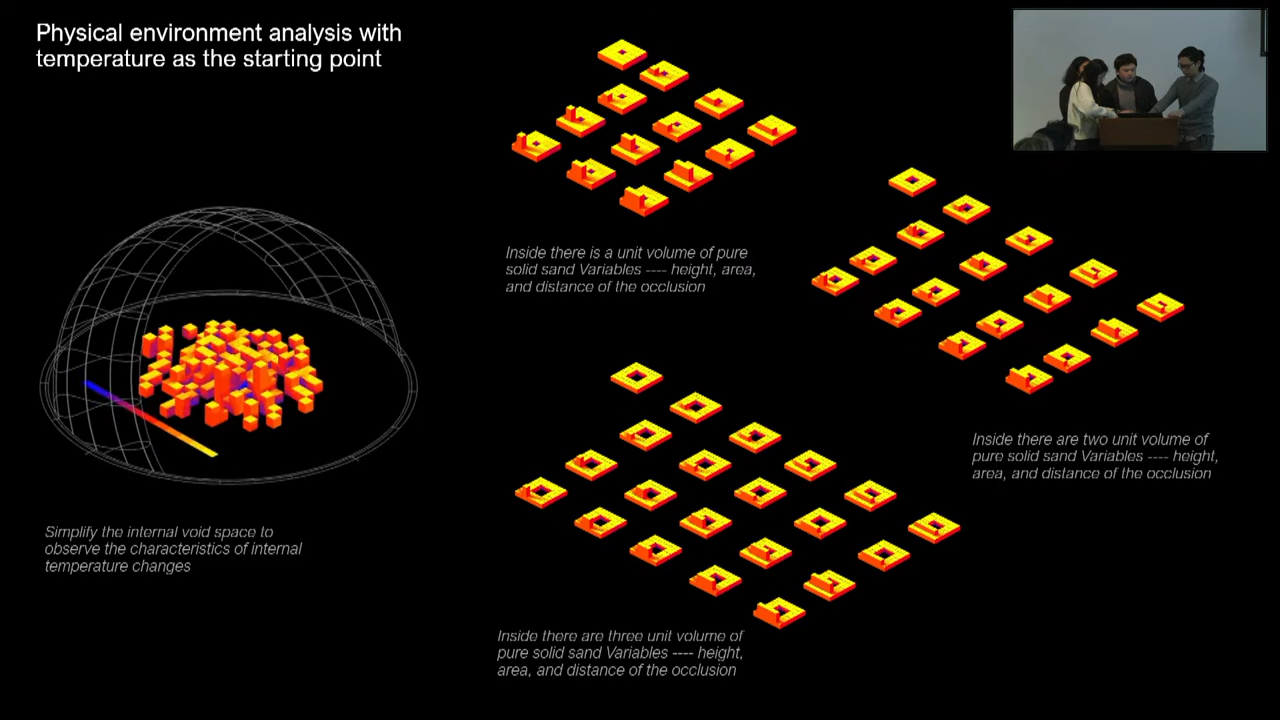 Physical environment analysis with
temperature as the starting point
Inside there is a unit volume of pure
solid sand Variables ---- height, area,
and distance of the occlusion
Inside there are two unit volume of
pure solid sand Variables ---- height,
area, and distance of the occlusion
Simplify the internal void space to
observe the characteristics of internal
temperature changes
Inside there are three unit volume of
pure solid sand Variables ---- height,
area, and distance of the occlusion